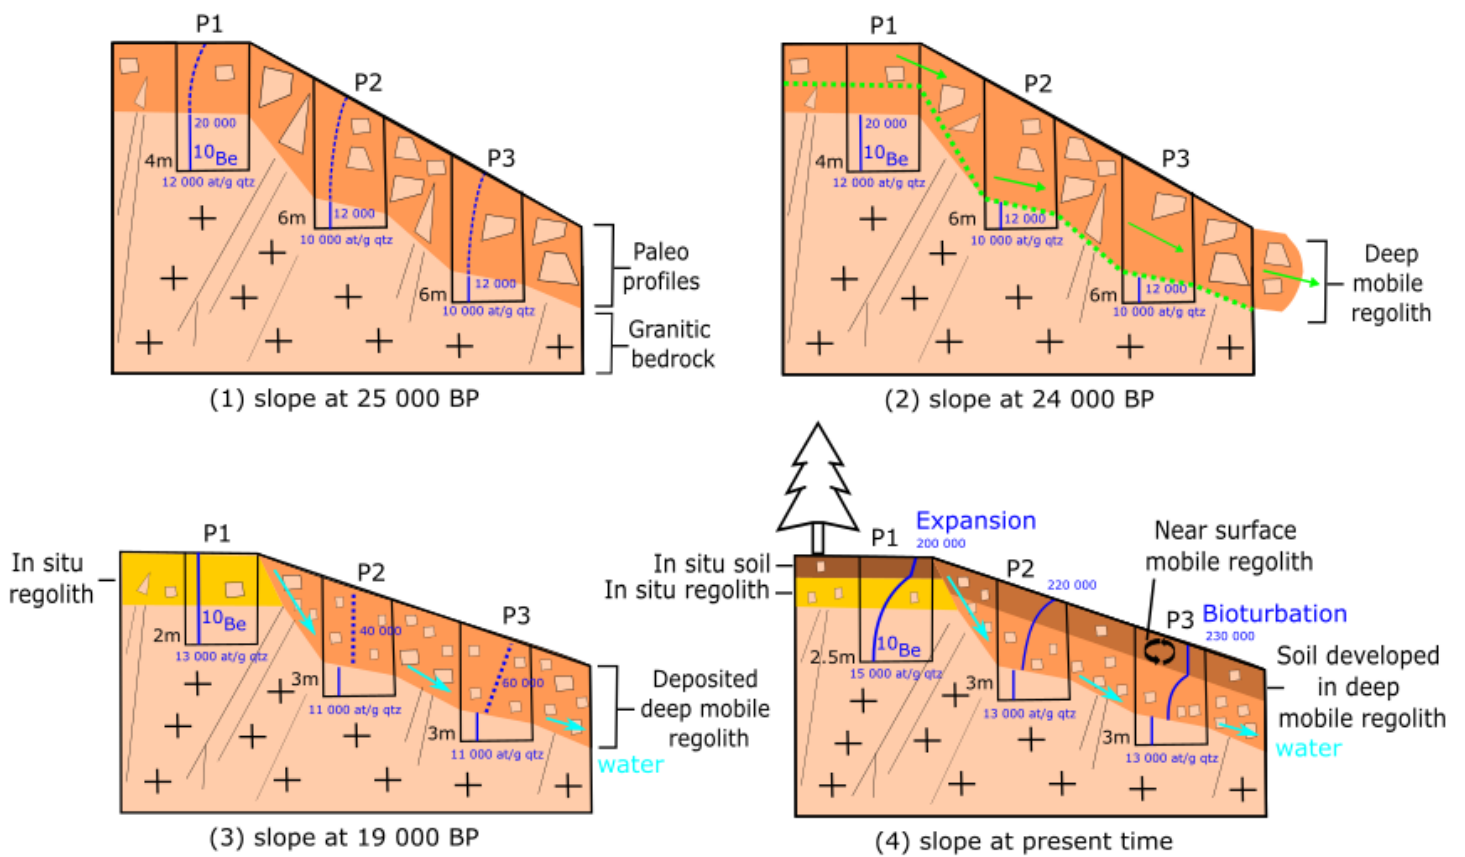 P1
P2
P3
20 000
10Be
4m
12 000 at/g qtz
12 000
6m
10 000 at/g qtz
12 000
6m
10 000 at/g qtz
Paleo
profiles
Granitic
bedrock
(1) slope at 25 000 BP
P1
P2
P3
20 000
10Be
4m
12 000 at/g qtz
12 000
6m
10 000 at/g qtz
12 000
6m
10 000 at/g qtz
Deep
mobile
regolith
(2) slope at 24 000 BP
In situ
regolith
P1
P2
P3
10Be
2m
13 000 at/g qtz
40 000
3m
11 000 at/g qtz
60 000
3m
11 000 at/g qtz
Deposited
deep mobile
regolith
water
(3) slope at 19 000 BP
In situ soil
In situ regolith
P1
Expansion
200 000
P2
220 000
Near surface
mobile regolith
P3
Bioturbation
230 000
10Be
2.5m
15 000 at/g qtz
3m
13 000 at/g qtz
3m
13 000 at/g qtz
Soil developed
in deep
mobile regolith
water
(4) slope at present time